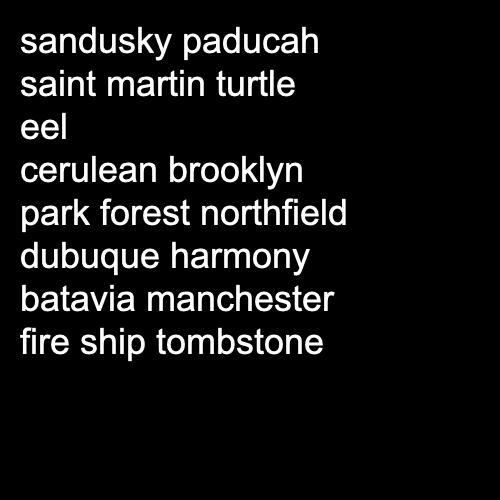 sandusky paducah
saint martin turtle
eel
cerulean brooklyn
park forest northfield
dubuque harmony
batavia manchester
fire ship tombstone